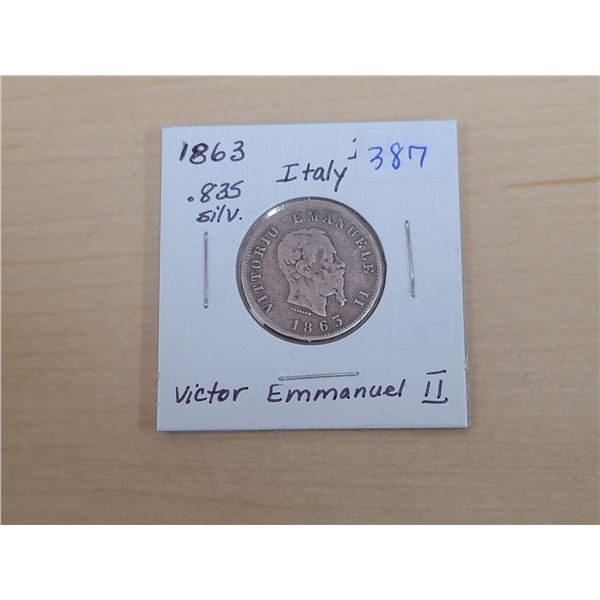 1863
Italy
387
.835
silv.
VITTORIO EMANUELE II
1863
Victor Emmanuel II